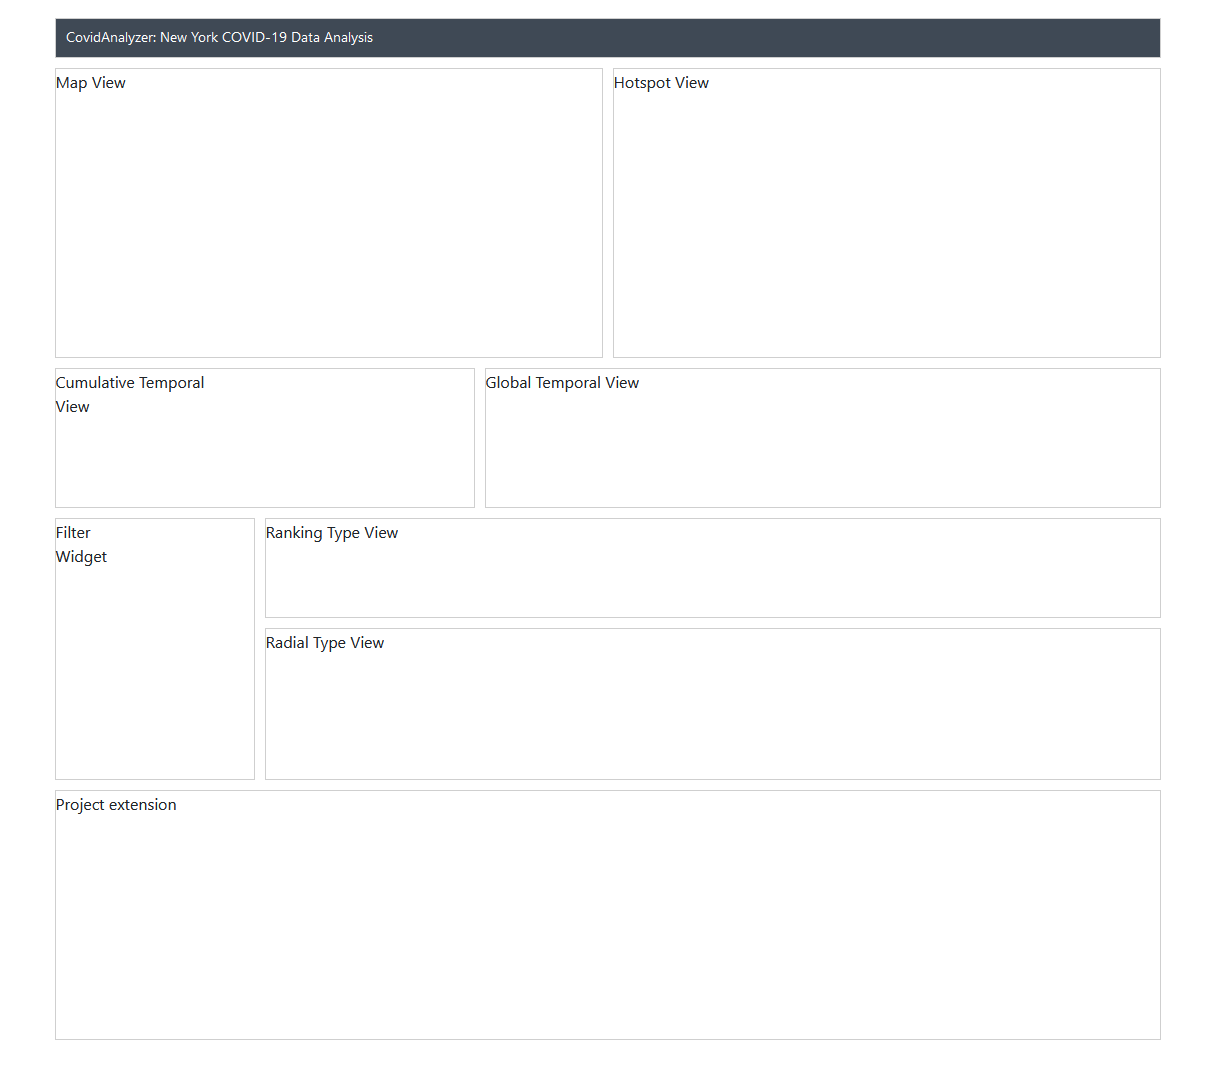 CovidAnalyzer: New York COVID-19 Data Analysis
Map View
Hotspot View
Cumulative Temporal
View
Global Temporal View
Filter
Widget
Ranking Type View
Radial Type View
Project extension